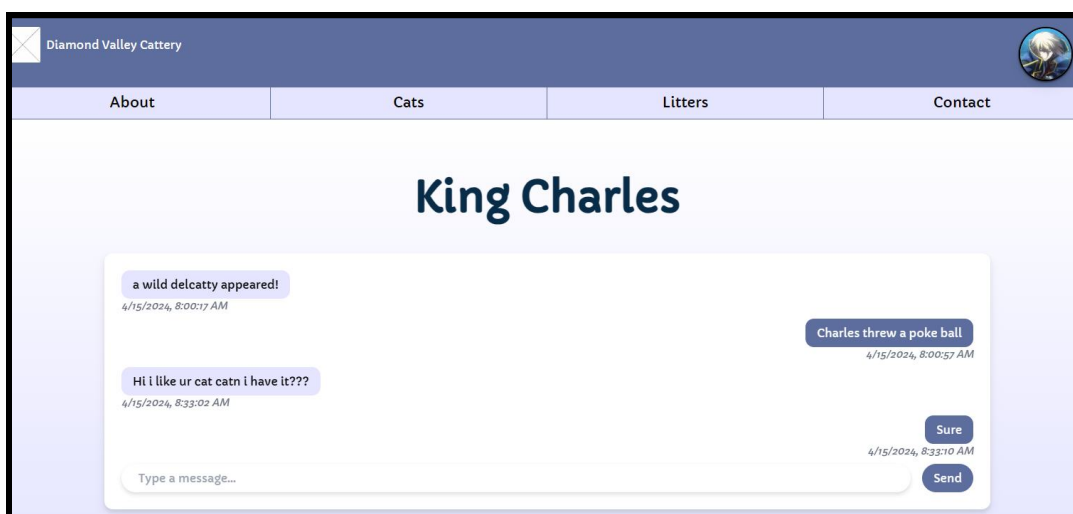 Diamond Valley Cattery
About Cats Litters Contact
King Charles
a wild delcatty appeared!
4/15/2024, 8:00:17 AM
Charles threw a poke ball
4/15/2024, 8:00:57 AM
Hi i like ur cat catn i have it???
4/15/2024, 8:33:02 AM
Sure
4/15/2024, 8:33:10 AM
Type a message... Send